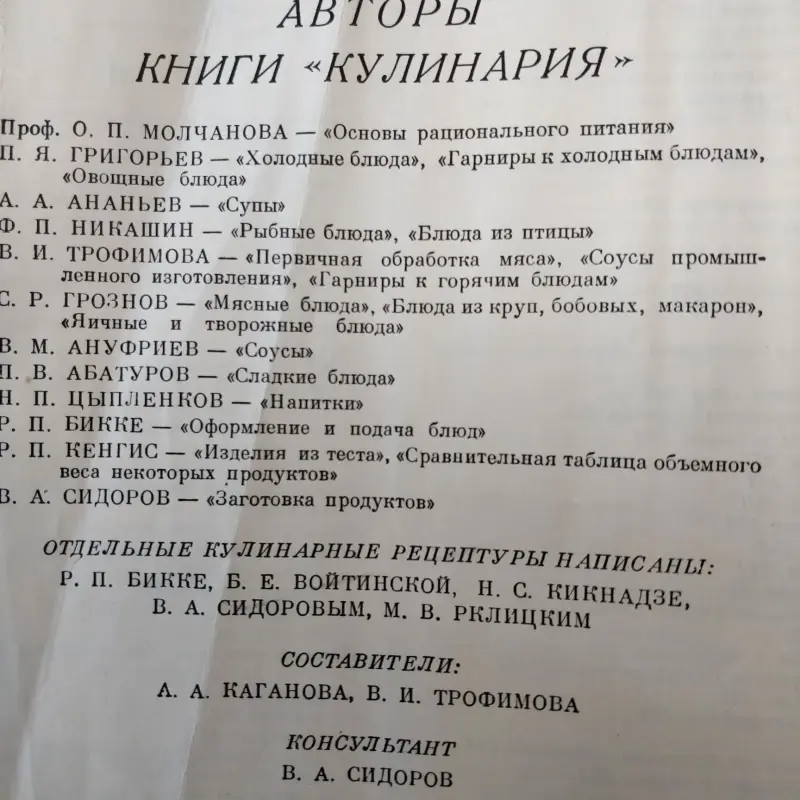 АВТОРЫ
КНИГИ «КУЛИНАРИЯ»
Проф. О. П. МОЛЧАНОВА — «Основы рационального питания»
П. Я. ГРИГОРЬЕВ — «Холодные блюда», «Гарниры к холодным блюдам»,
«Овощные блюда»
А. А. АНАНЬЕВ — «Супы»
Ф. П. НИКАШИН — «Рыбные блюда», «Блюда из птицы»
В. И. ТРОФИМОВА — «Первичная обработка мяса», «Соусы промыш-
ленного изготовления», «Гарниры к горячим блюдам»
С. Р. ГРОЗНОВ — «Мясные блюда», «Блюда из круп, бобовых, макарон»,
«Яичные и творожные блюда»
В. М. АНУФРИЕВ — «Соусы»
П. В. АБАТУРОВ — «Сладкие блюда»
Н. П. ЦЫПЛЕНКОВ — «Напитки»
Р. П. БИККЕ — «Оформление и подача блюд»
Р. П. КЕНГИС — «Изделия из теста», «Сравнительная таблица объемного
веса некоторых продуктов»
В. А. СИДОРОВ — «Заготовка продуктов»
ОТДЕЛЬНЫЕ КУЛИНАРНЫЕ РЕЦЕПТУРЫ НАПИСАНЫ:
Р. П. БИККЕ, Б. Е. ВОЙТИНСКОЙ, Н. С. КИКНАДЗЕ,
В. А. СИДОРОВЫМ, М. В. РКЛИЦКИМ
СОСТАВИТЕЛИ:
А. А. КАГАНОВА, В. И. ТРОФИМОВА
КОНСУЛЬТАНТ
В. А. СИДОРОВ